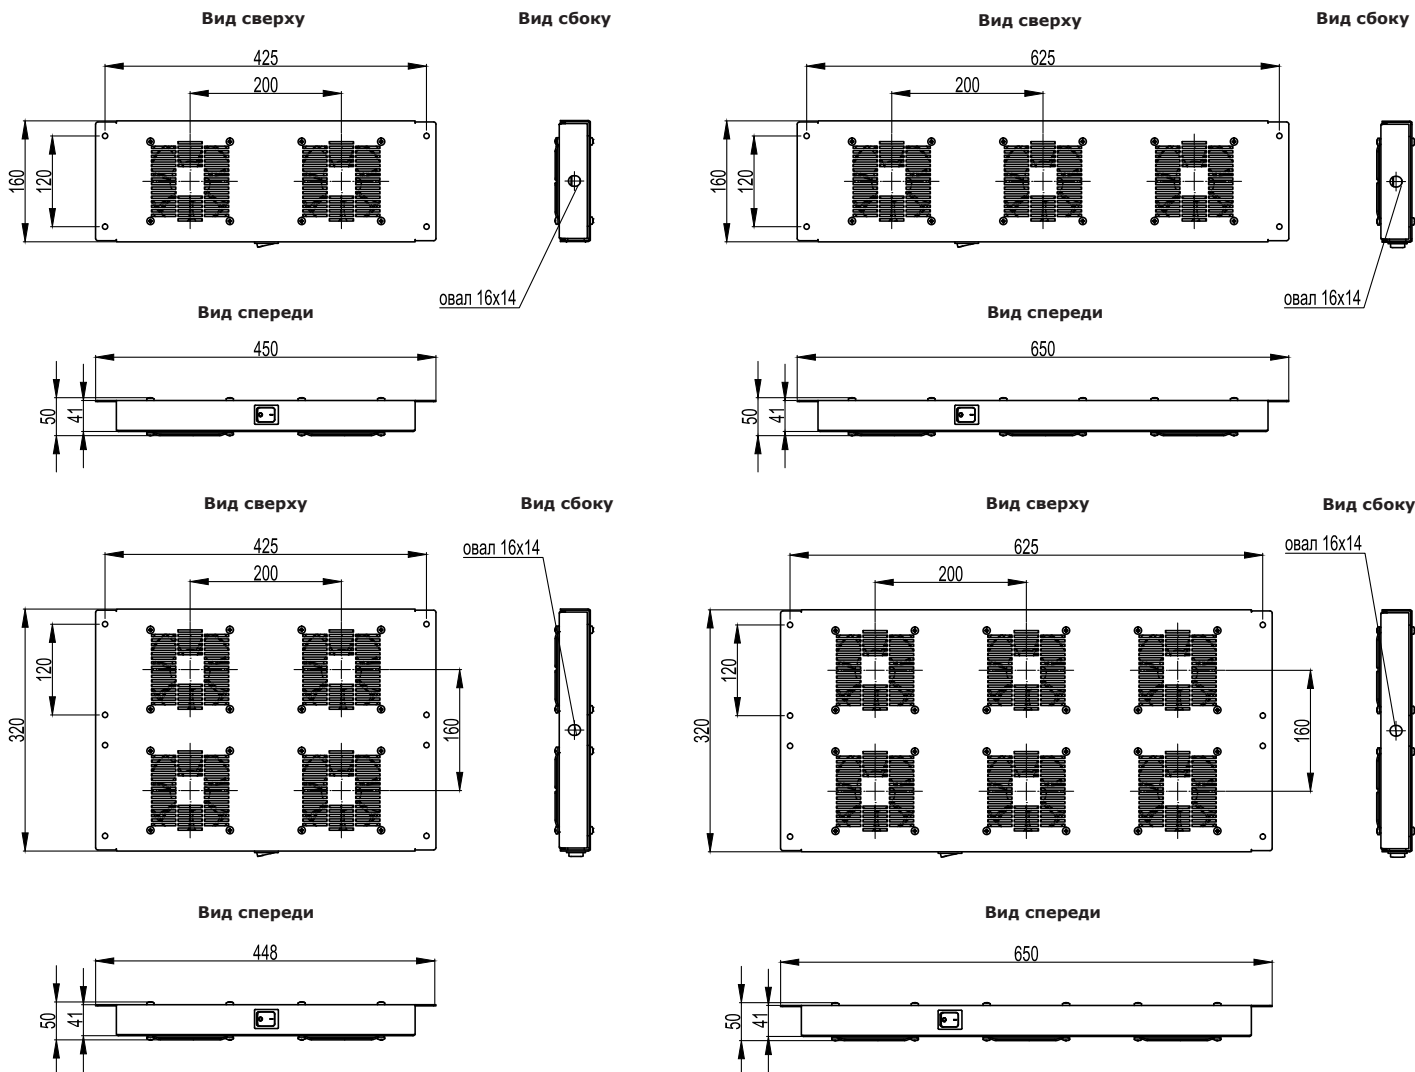 Вид сверху
Вид сбоку
425
200
160
120
овал 16x14
Вид спереди
450
50
41
Вид сверху
Вид сбоку
625
200
160
120
овал 16x14
Вид спереди
650
50
41
Вид сверху
Вид сбоку
425
200
овал 16x14
320
120
160
Вид спереди
448
50
41
Вид сверху
Вид сбоку
625
200
овал 16x14
320
120
160
Вид спереди
650
50
41